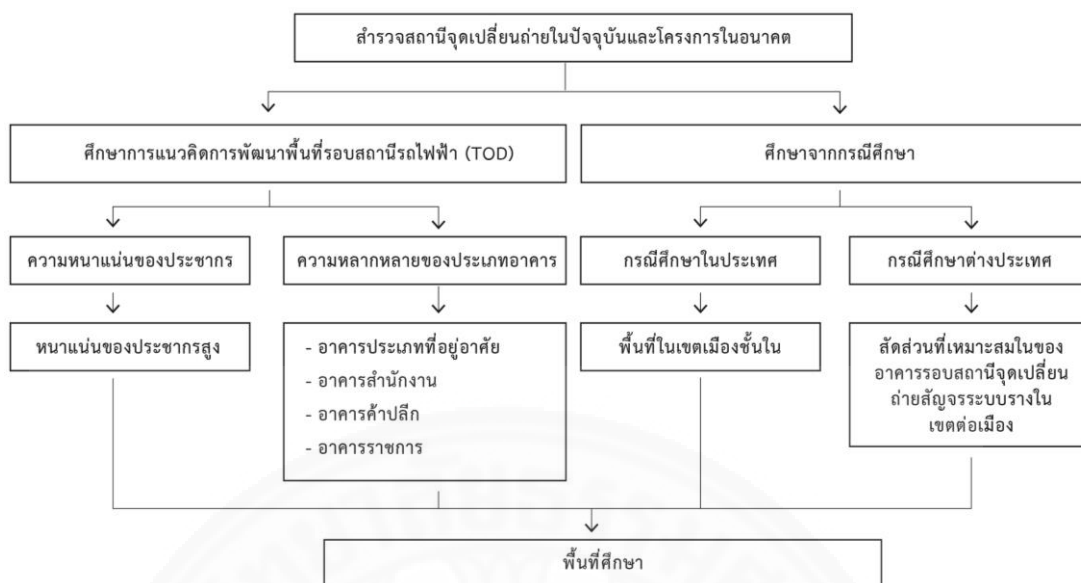 สำรวจสถานีจุดเปลี่ยนถ่ายในปัจจุบันและโครงการในอนาคต
ศึกษาการแนวคิดการพัฒนาพื้นที่รอบสถานีรถไฟฟ้า (TOD)
ศึกษาจากกรณีศึกษา
ความหนาแน่นของประชากร
ความหลากหลายของประเภทอาคาร
กรณีศึกษาในประเทศ
กรณีศึกษาต่างประเทศ
หนาแน่นของประชากรสูง
- อาคารประเภทที่อยู่อาศัย
- อาคารสำนักงาน
- อาคารค้าปลีก
- อาคารราชการ
พื้นที่ในเขตเมืองชั้นใน
สัดส่วนที่เหมาะสมในของ
อาคารรอบสถานีจุดเปลี่ยน
ถ่ายสัญจรระบบรางใน
เขตต่อเมือง
พื้นที่ศึกษา